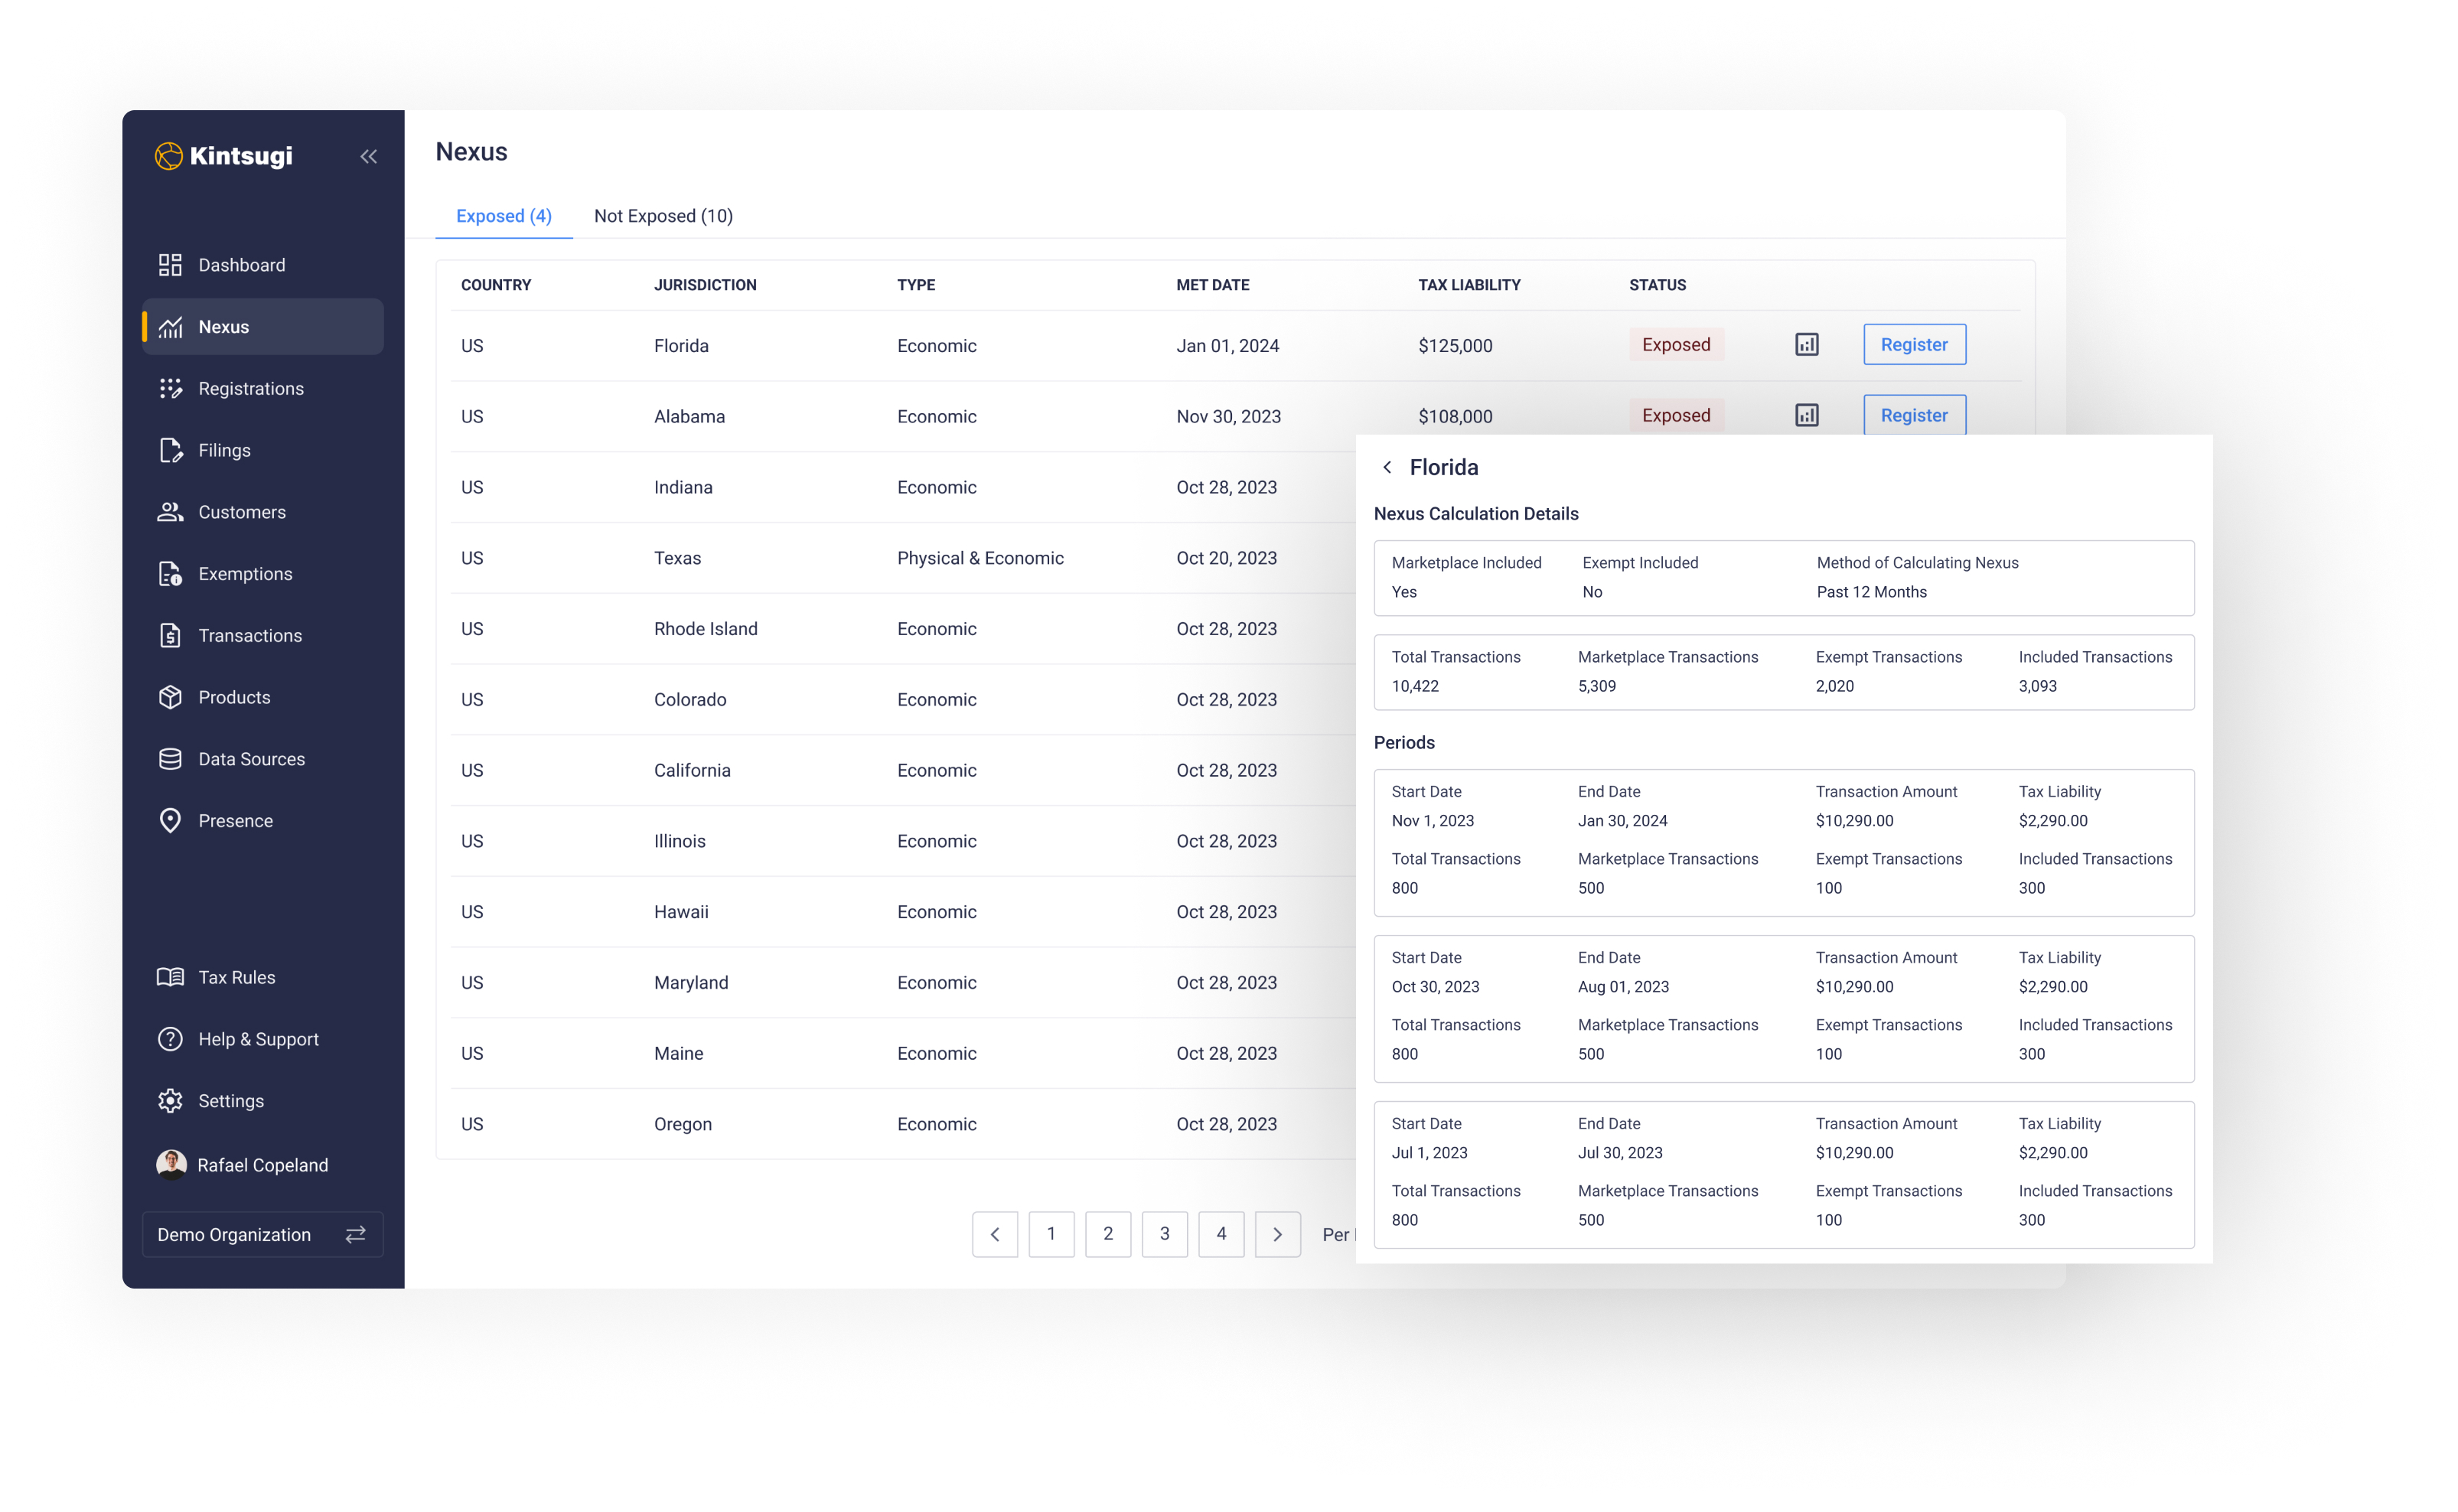 Kintsugi
Dashboard
Nexus
Registrations
Filings
Customers
Exemptions
Transactions
Products
Data Sources
Presence
Tax Rules
Help & Support
Settings
Rafael Copeland
Demo Organization
Nexus
Exposed (4) Not Exposed (10)
COUNTRY JURISDICTION TYPE MET DATE TAX LIABILITY STATUS
US Florida Economic Jan 01, 2024 $125,000 Exposed Register
US Alabama Economic Nov 30, 2023 $108,000 Exposed Register
US Indiana Economic Oct 28, 2023
US Texas Physical & Economic Oct 20, 2023
US Rhode Island Economic Oct 28, 2023
US Colorado Economic Oct 28, 2023
US California Economic Oct 28, 2023
US Illinois Economic Oct 28, 2023
US Hawaii Economic Oct 28, 2023
US Maryland Economic Oct 28, 2023
US Maine Economic Oct 28, 2023
US Oregon Economic Oct 28, 2023
1 2 3 4 Per
Florida
Nexus Calculation Details
Marketplace Included Exempt Included Method of Calculating Nexus
Yes No Past 12 Months
Total Transactions Marketplace Transactions Exempt Transactions Included Transactions
10,422 5,309 2,020 3,093
Periods
Start Date End Date Transaction Amount Tax Liability
Nov 1, 2023 Jan 30, 2024 $10,290.00 $2,290.00
Total Transactions Marketplace Transactions Exempt Transactions Included Transactions
800 500 100 300
Start Date End Date Transaction Amount Tax Liability
Oct 30, 2023 Aug 01, 2023 $10,290.00 $2,290.00
Total Transactions Marketplace Transactions Exempt Transactions Included Transactions
800 500 100 300
Start Date End Date Transaction Amount Tax Liability
Jul 1, 2023 Jul 30, 2023 $10,290.00 $2,290.00
Total Transactions Marketplace Transactions Exempt Transactions Included Transactions
800 500 100 300